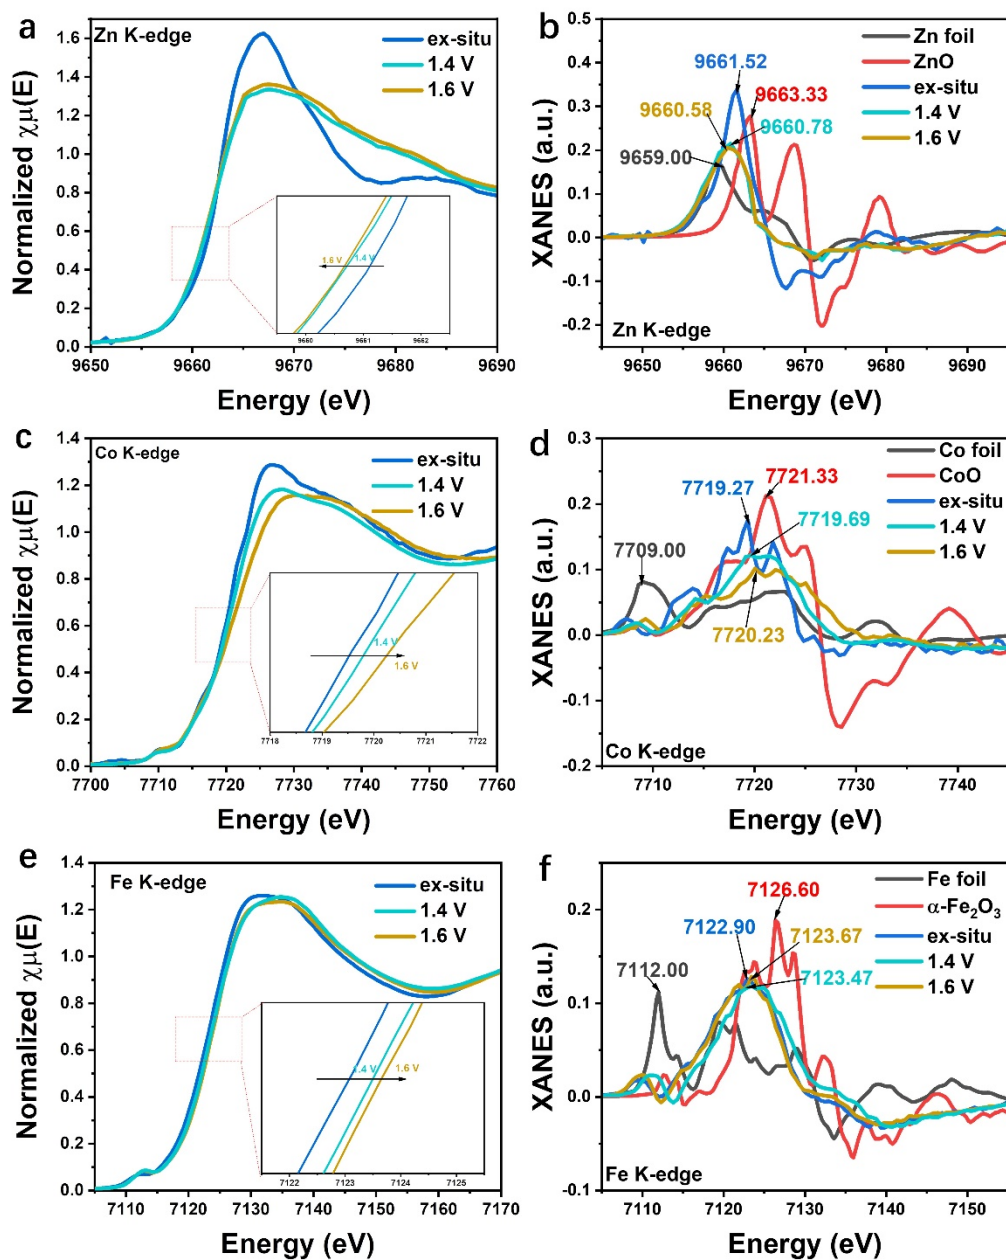 a
Zn K-edge
ex-situ
1.4 V
1.6 V
1.6 V
1.4 V
9660
9661
9662
1.6
1.4
1.2
1.0
0.8
0.6
0.4
0.2
0.0
9650
9660
9670
9680
9690
Normalized χμ(E)
Energy (eV)
b
Zn foil
ZnO
ex-situ
1.4 V
1.6 V
9661.52
9663.33
9660.58
9660.78
9659.00
0.4
0.3
0.2
0.1
0.0
-0.1
-0.2
Zn K-edge
9650
9660
9670
9680
9690
XANES (a.u.)
Energy (eV)
c
Co K-edge
ex-situ
1.4 V
1.6 V
1.4 V
1.6 V
7718
7719
7720
7721
7722
1.4
1.2
1.0
0.8
0.6
0.4
0.2
0.0
7700
7710
7720
7730
7740
7750
7760
Normalized χμ(E)
Energy (eV)
d
Co foil
CoO
ex-situ
1.4 V
1.6 V
7721.33
7719.27
7719.69
7709.00
7720.23
0.3
0.2
0.1
0.0
-0.1
-0.2
Co K-edge
7710
7720
7730
7740
XANES (a.u.)
Energy (eV)
e
Fe K-edge
ex-situ
1.4 V
1.6 V
1.4 V
1.6 V
7122
7123
7124
7125
1.4
1.2
1.0
0.8
0.6
0.4
0.2
0.0
7110
7120
7130
7140
7150
7160
7170
Normalized χμ(E)
Energy (eV)
f
Fe foil
α-Fe₂O₃
ex-situ
1.4 V
1.6 V
7126.60
7122.90
7123.67
7112.00
7123.47
0.2
0.1
0.0
-0.1
Fe K-edge
7110
7120
7130
7140
7150
XANES (a.u.)
Energy (eV)